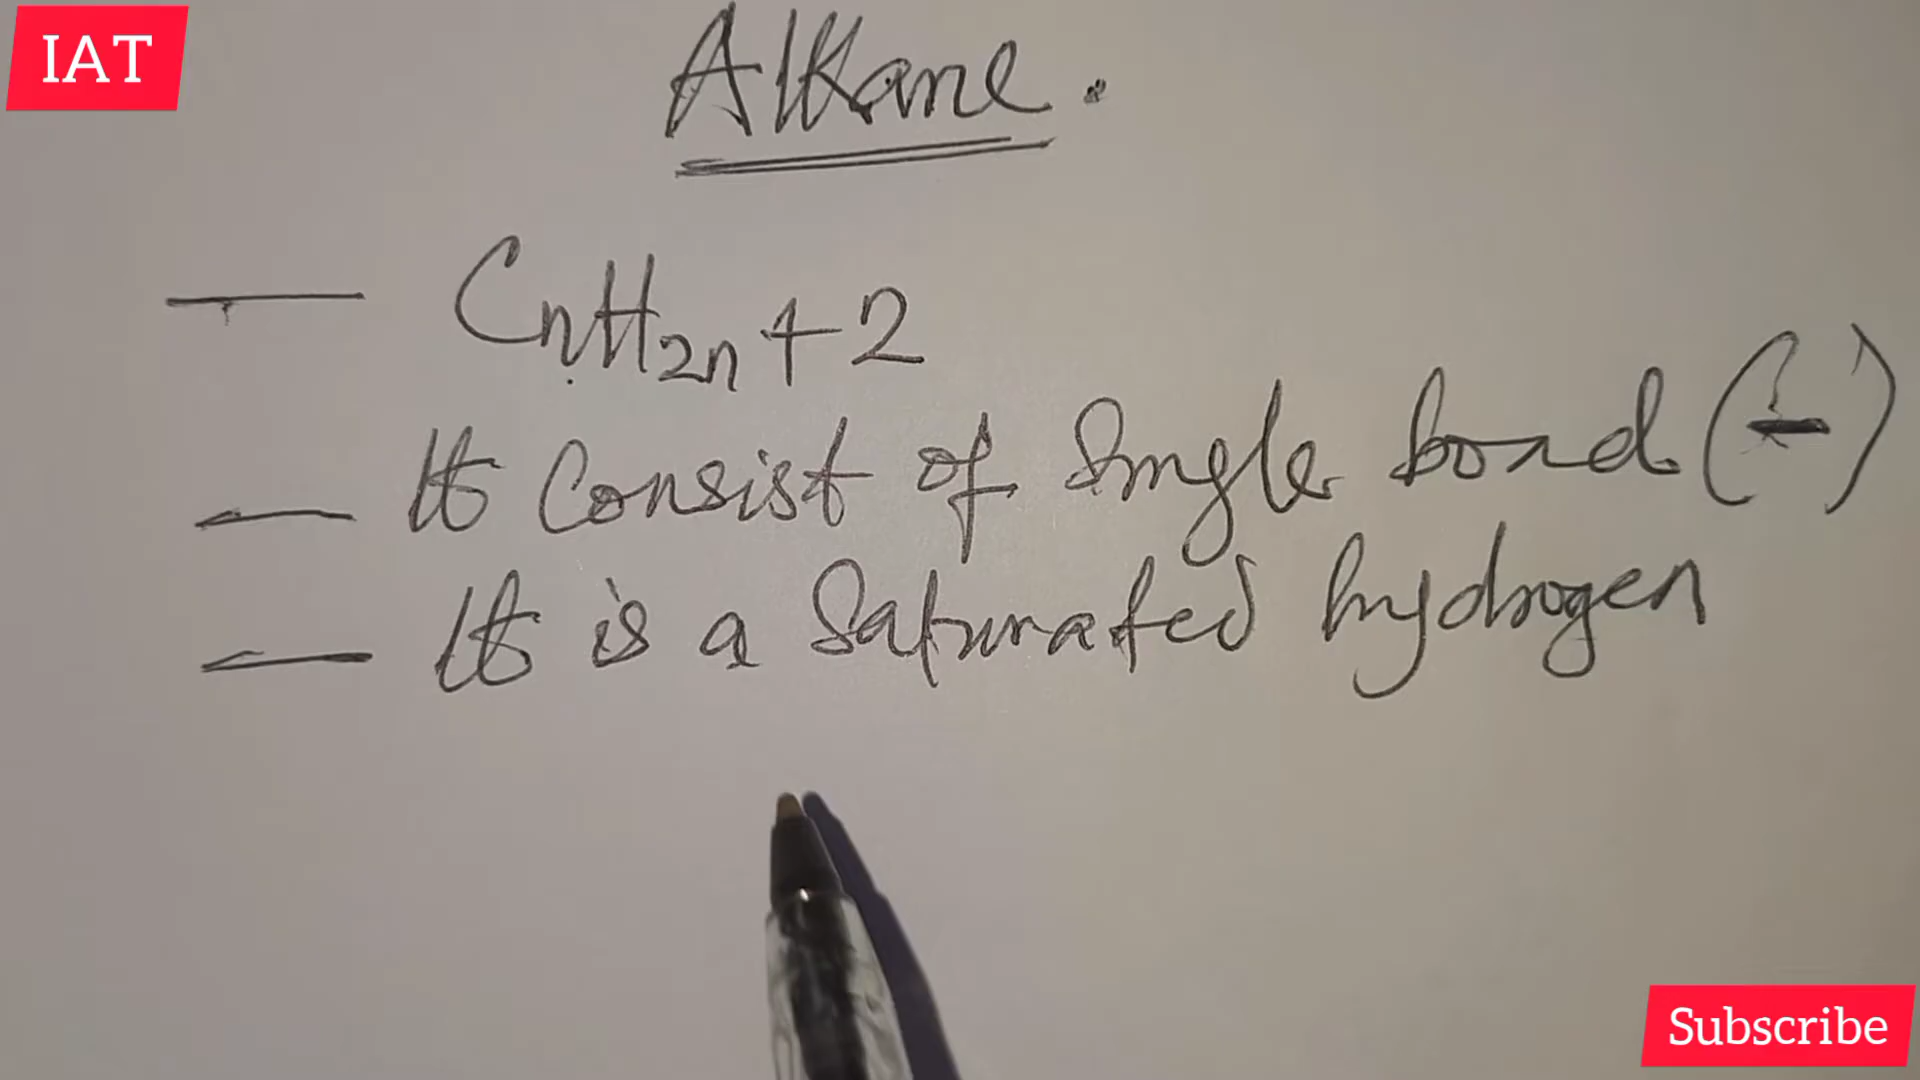 IAT
Alkane.
— CnH2n+2
— It Consist of Single bond (-)
— It is a Saturated hydrogen
Subscribe